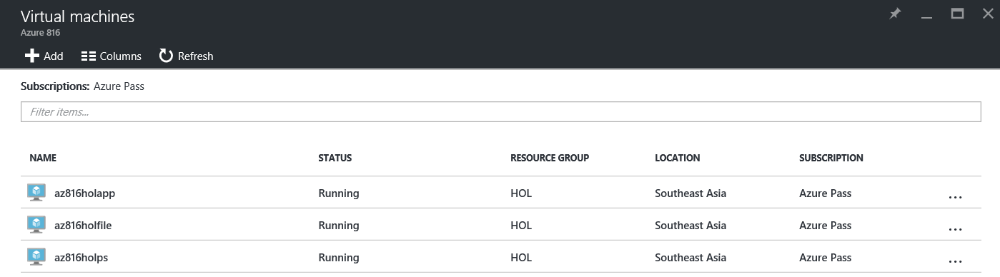 Virtual machines
Azure 816
Add Columns Refresh
Subscriptions: Azure Pass
Filter items...
NAME STATUS RESOURCE GROUP LOCATION SUBSCRIPTION
az816holapp Running HOL Southeast Asia Azure Pass ...
az816holfile Running HOL Southeast Asia Azure Pass ...
az816holps Running HOL Southeast Asia Azure Pass ...